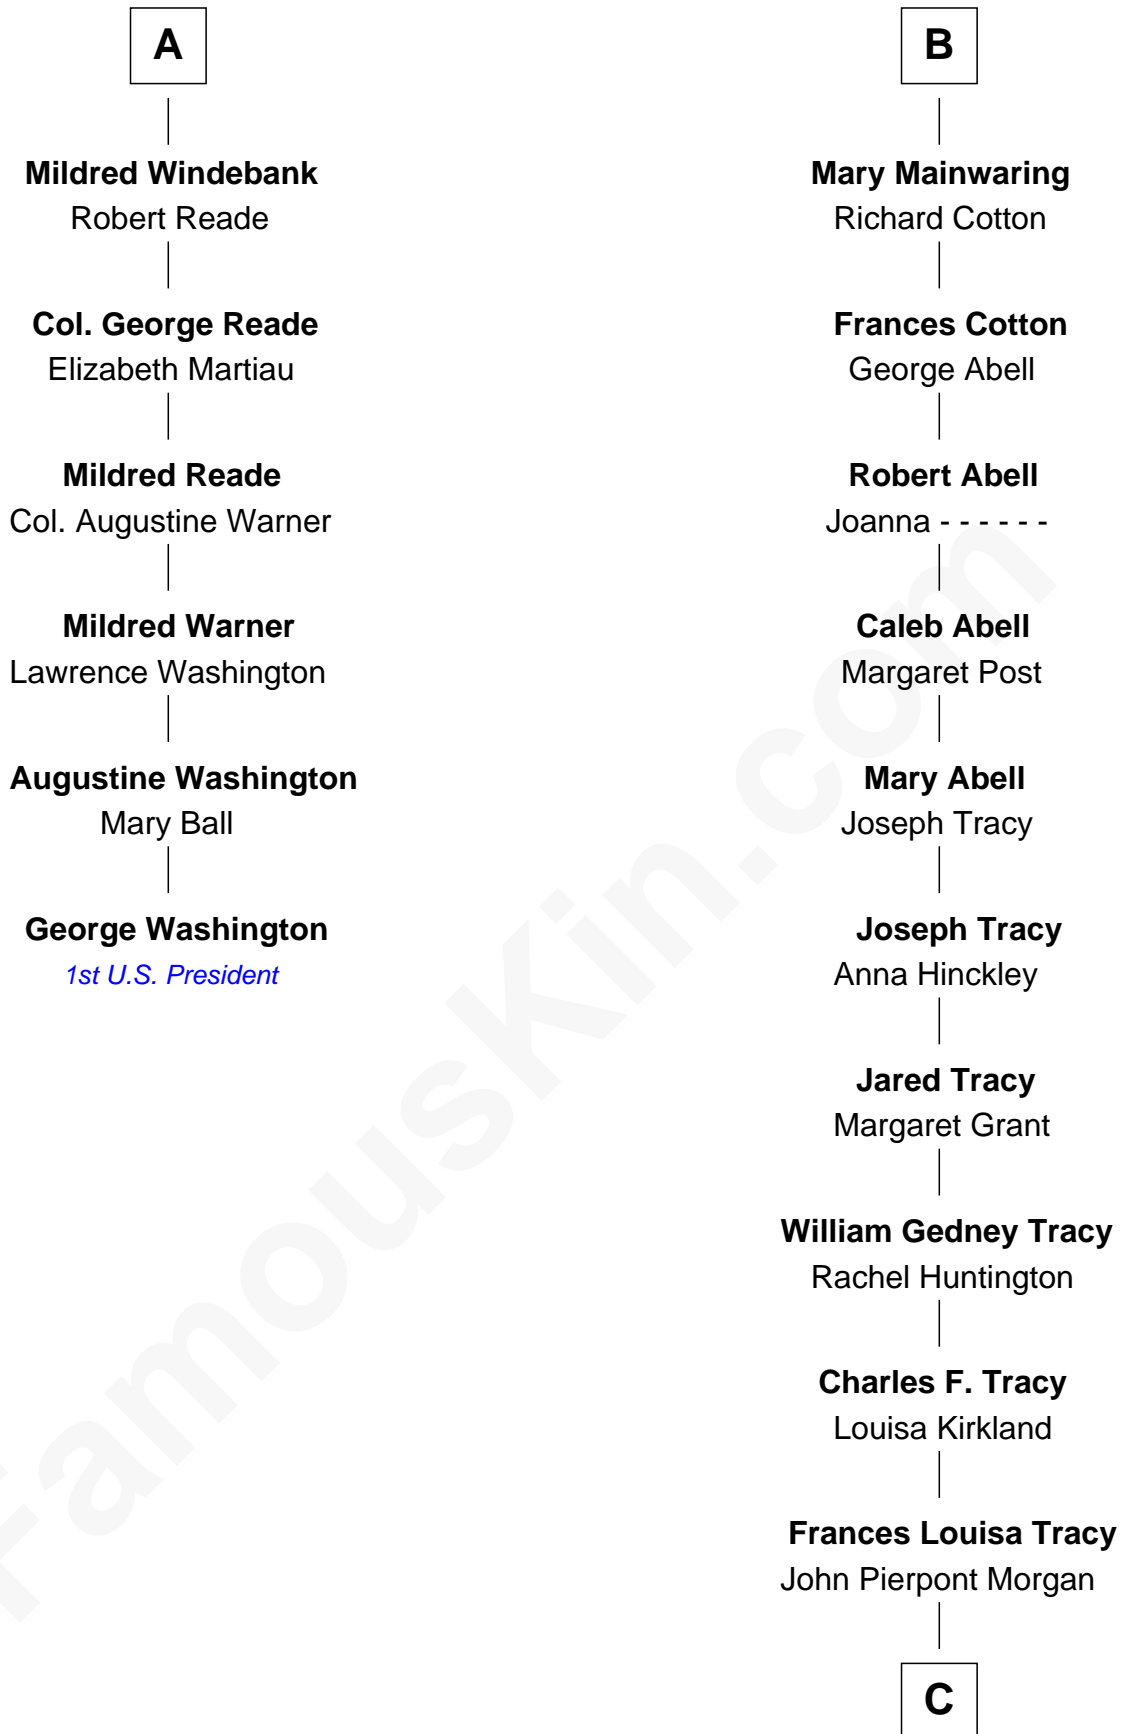 A
Mildred Windebank
Robert Reade
Col. George Reade
Elizabeth Martiau
Mildred Reade
Col. Augustine Warner
Mildred Warner
Lawrence Washington
Augustine Washington
Mary Ball
George Washington
1st U.S. President
B
Mary Mainwaring
Richard Cotton
Frances Cotton
George Abell
Robert Abell
Joanna - - - - - -
Caleb Abell
Margaret Post
Mary Abell
Joseph Tracy
Joseph Tracy
Anna Hinckley
Jared Tracy
Margaret Grant
William Gedney Tracy
Rachel Huntington
Charles F. Tracy
Louisa Kirkland
Frances Louisa Tracy
John Pierpont Morgan
C
FamousKin.com